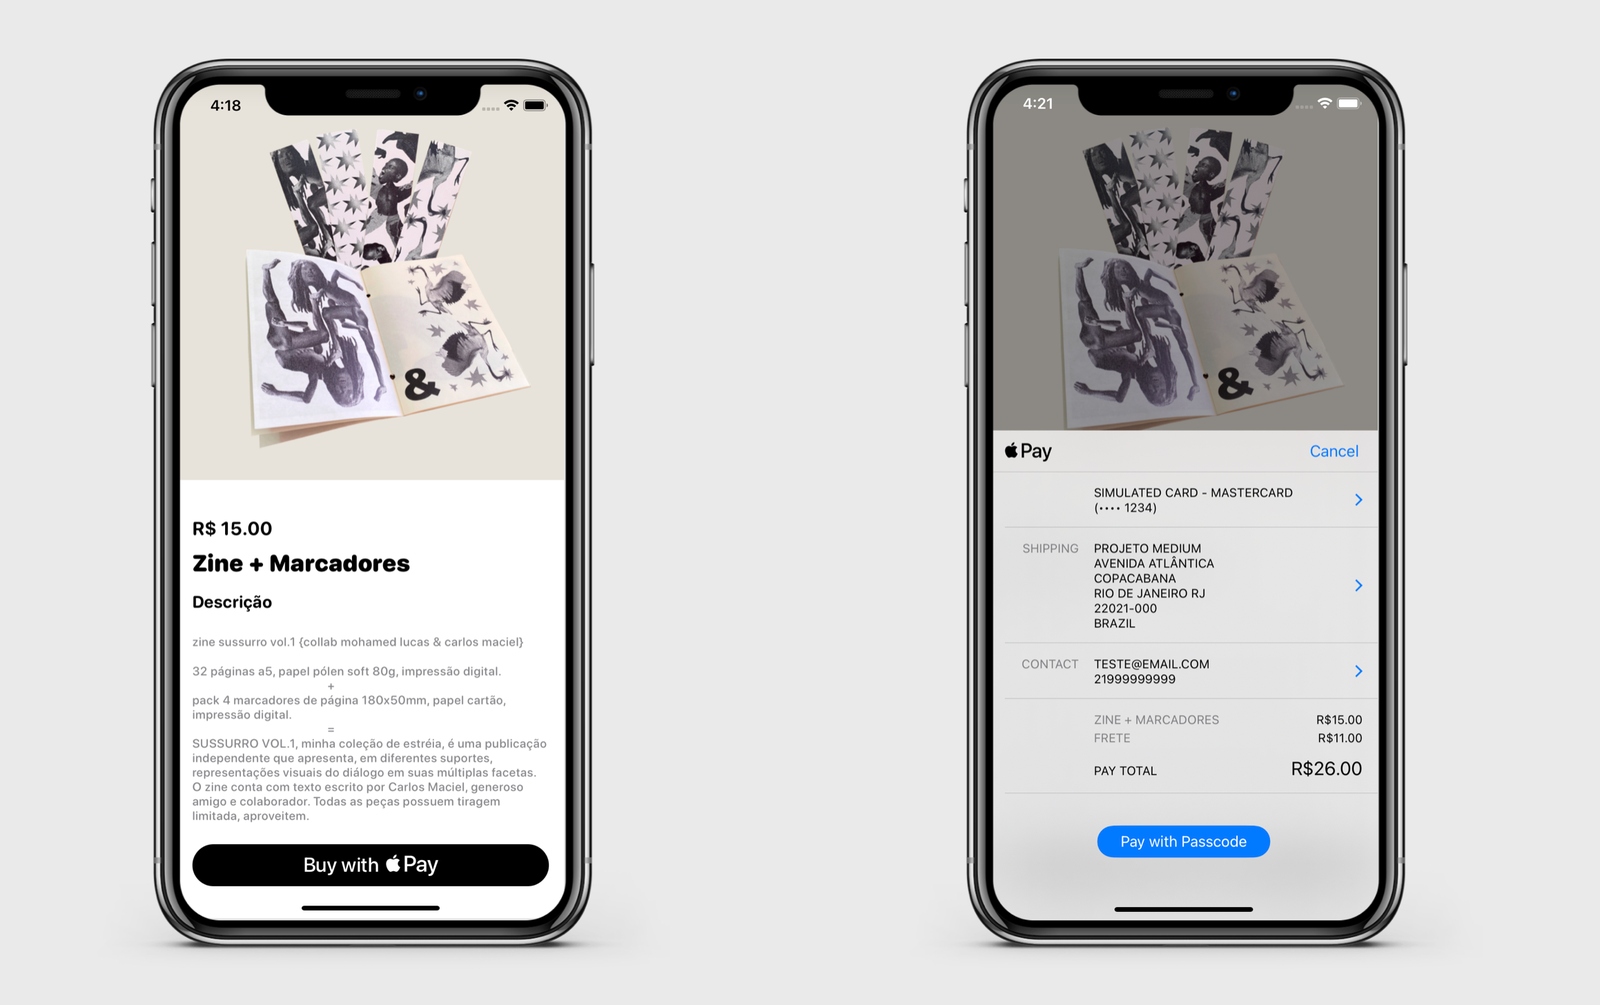 4:18
&
R$ 15.00
Zine + Marcadores
Descrição
zine sussurro vol.1 {collab mohamed lucas & carlos maciel}
32 páginas a5, papel pólen soft 80g, impressão digital.
+
pack 4 marcadores de página 180x50mm, papel cartão,
impressão digital.
=
SUSSURRO VOL.1, minha coleção de estréia, é uma publicação
independente que apresenta, em diferentes suportes,
representações visuais do diálogo em suas múltiplas facetas.
O zine conta com texto escrito por Carlos Maciel, generoso
amigo e colaborador. Todas as peças possuem tiragem
limitada, aproveitem.
Buy with Pay
4:21
&
Pay Cancel
SIMULATED CARD - MASTERCARD
(•••• 1234)
SHIPPING PROJETO MEDIUM
AVENIDA ATLÂNTICA
COPACABANA
RIO DE JANEIRO RJ
22021-000
BRAZIL
CONTACT TESTE@EMAIL.COM
21999999999
ZINE + MARCADORES R$15.00
FRETE R$11.00
PAY TOTAL R$26.00
Pay with Passcode